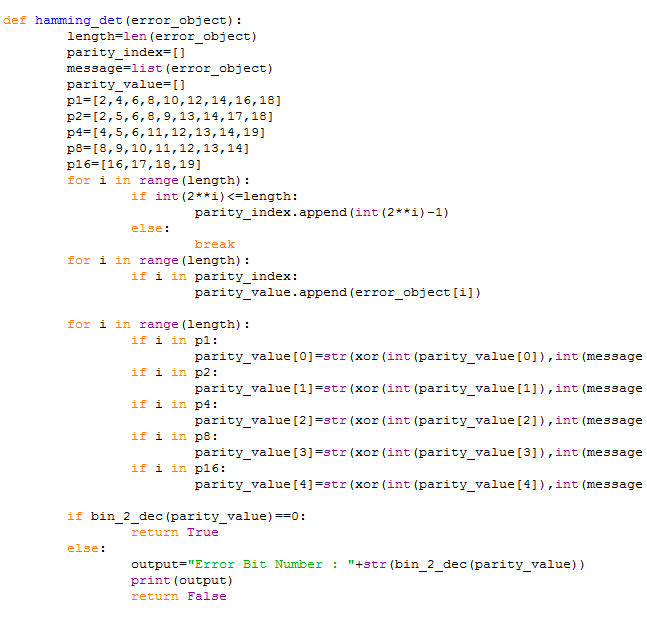 def hamming_det(error_object):
        length=len(error_object)
        parity_index=[]
        message=list(error_object)
        parity_value=[]
        p1=[2,4,6,8,10,12,14,16,18]
        p2=[2,5,6,8,9,13,14,17,18]
        p4=[4,5,6,11,12,13,14,19]
        p8=[8,9,10,11,12,13,14]
        p16=[16,17,18,19]
        for i in range(length):
                if int(2**i)<=length:
                        parity_index.append(int(2**i)-1)
                else:
                        break
        for i in range(length):
                if i in parity_index:
                        parity_value.append(error_object[i])

        for i in range(length):
                if i in p1:
                        parity_value[0]=str(xor(int(parity_value[0]),int(message
                if i in p2:
                        parity_value[1]=str(xor(int(parity_value[1]),int(message
                if i in p4:
                        parity_value[2]=str(xor(int(parity_value[2]),int(message
                if i in p8:
                        parity_value[3]=str(xor(int(parity_value[3]),int(message
                if i in p16:
                        parity_value[4]=str(xor(int(parity_value[4]),int(message

        if bin_2_dec(parity_value)==0:
                return True
        else:
                output="Error Bit Number : "+str(bin_2_dec(parity_value))
                print(output)
                return False